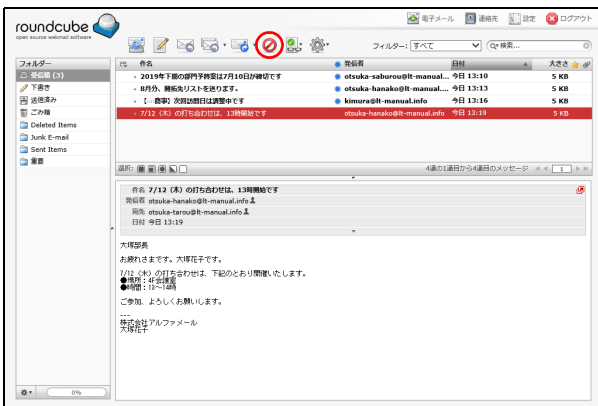 roundcube
open source webmail software
電子メール 連絡先 設定 ログアウト
フィルター: すべて 検索...
フォルダー
受信箱 (3)
下書き
送信済み
ごみ箱
Deleted Items
Junk E-mail
Sent Items
重要
件名 発信者 日付 大きさ
2019年下期の部門予算案は7月10日が締切です otsuka-saburou@lt-manual... 今日 13:10 5 KB
8月分、開拓先リストを送ります。 otsuka-hanako@lt-manual.... 今日 13:13 5 KB
商事】次回訪問日は調整中です kimura@lt-manual.info 今日 13:16 5 KB
7/12（木）の打ち合わせは、13時開始です otsuka-hanako@lt-manual.info 今日 13:19 5 KB
選択: 4通の1通目から4通目のメッセージ 1
件名 7/12（木）の打ち合わせは、13時開始です
発信者 otsuka-hanako@lt-manual.info
宛先 otsuka-tarou@lt-manual.info
日付 今日 13:19
大塚部長
お疲れさまです。大塚花子です。
7/12（木）の打ち合わせは、下記のとおり開催いたします。
●場所：4F会議室
●時間：13～14時
ご参加、よろしくお願いします。
---
株式会社アルファメール
大塚花子
0%